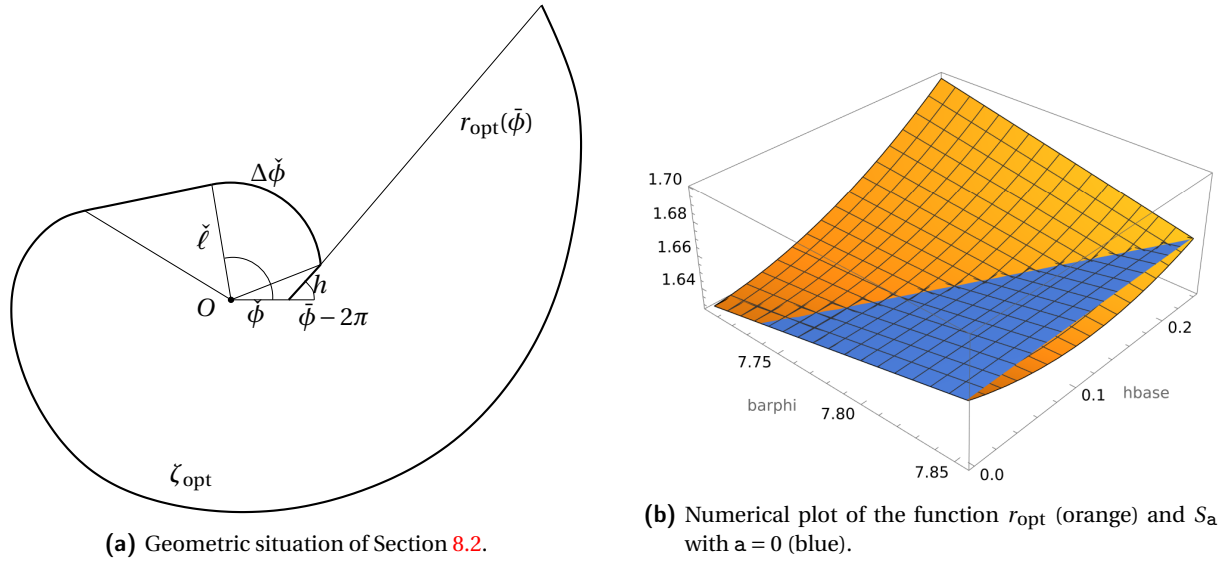 r_opt(ϕ̄)
Δϕ̌
ℓ̌
h
O
ϕ̌
ϕ̄ − 2π
ζ_opt
(a) Geometric situation of Section 8.2.
1.70
1.68
1.66
1.64
7.75
barphi
7.80
7.85
0.0
0.1
hbase
0.2
(b) Numerical plot of the function r_opt (orange) and S_a
with a = 0 (blue).